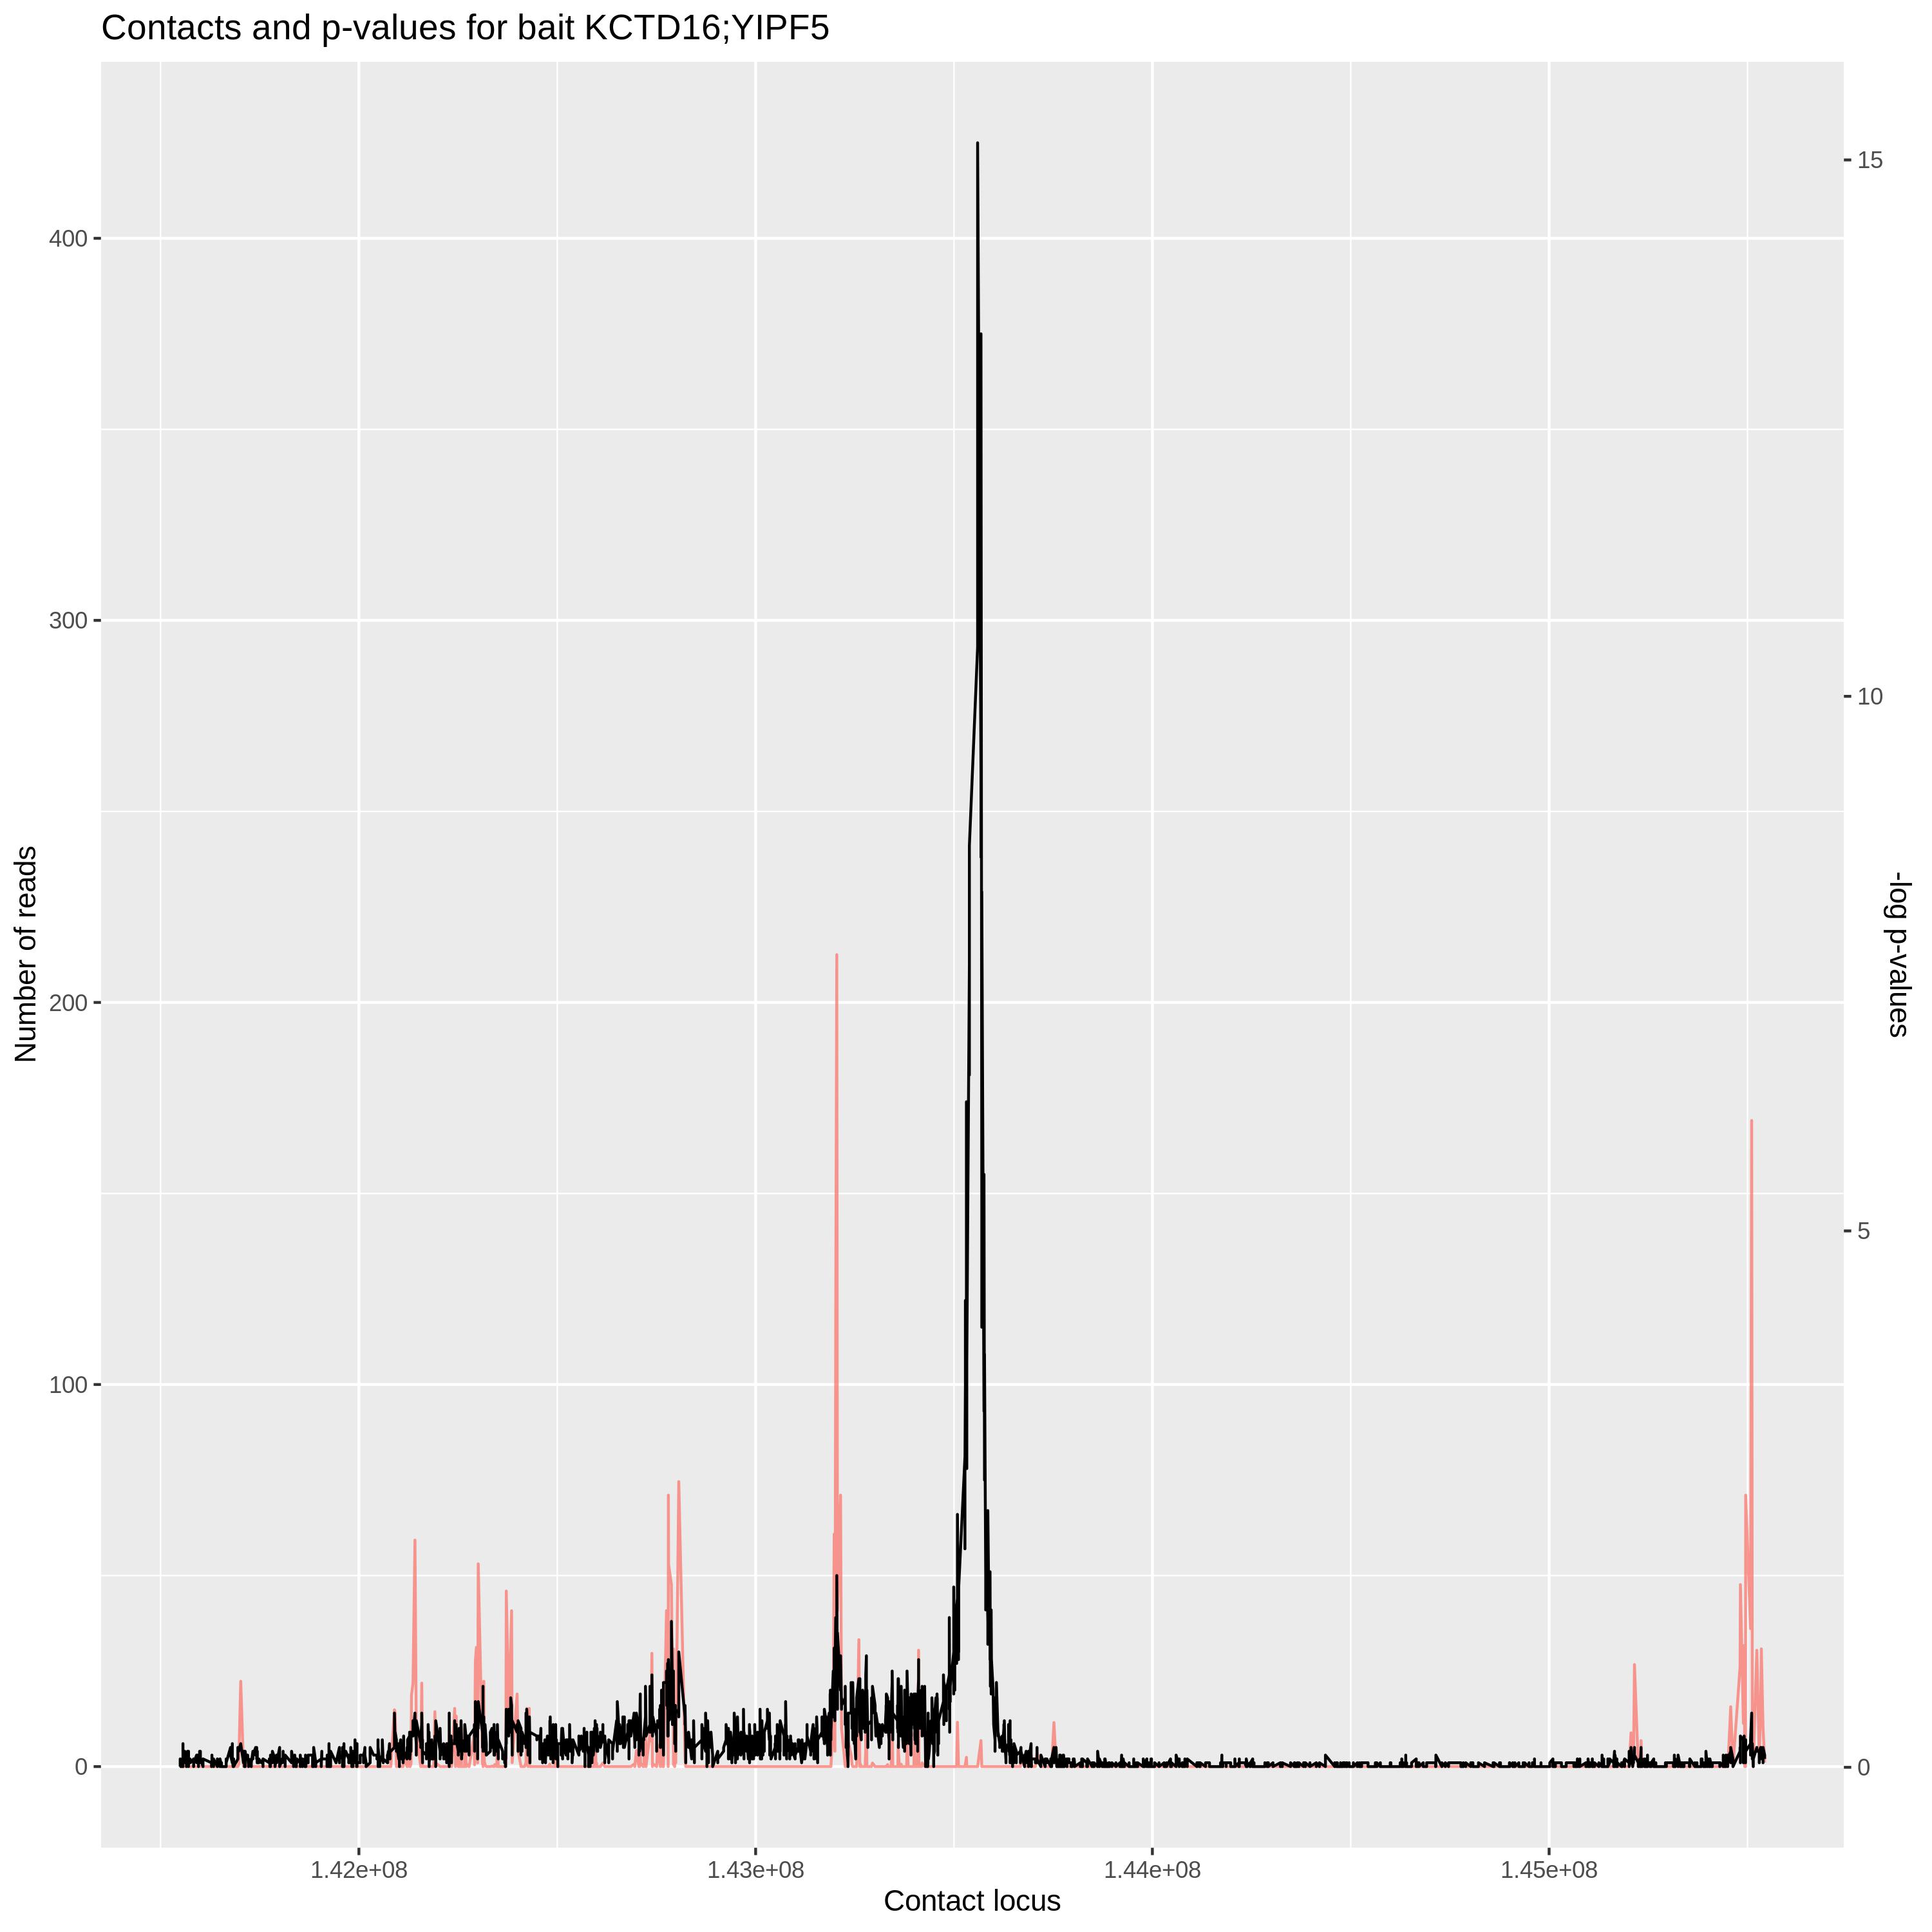 Contacts and p-values for bait KCTD16;YIPF5
400
300
200
100
0
15
10
5
0
Number of reads
-log p-values
1.42e+08
1.43e+08
1.44e+08
1.45e+08
Contact locus